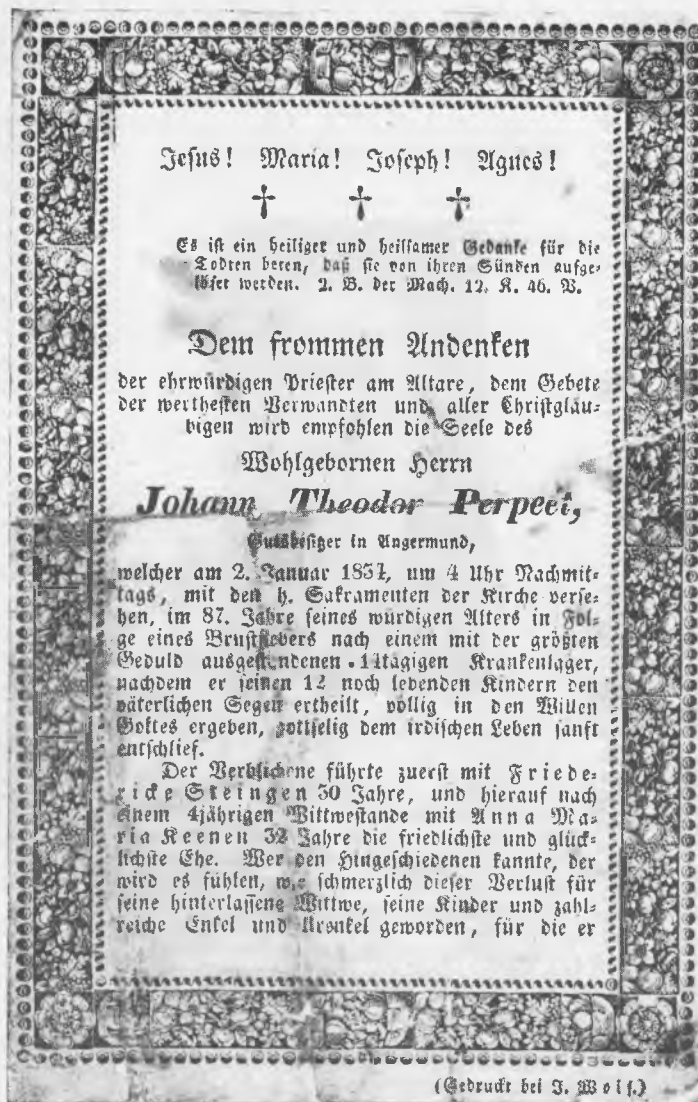 Jesus! Maria! Joseph! Agnes!
† † †
Es ist ein heiliger und heilsamer Gedanke für die
Todten beten, daß sie von ihren Sünden aufge-
löset werden. 2. B. der Mach. 12. K. 46. V.
Dem frommen Andenken
der ehrwürdigen Priester am Altare, dem Gebete
der werthesten Verwandten und aller Christgläu-
bigen wird empfohlen die Seele des
Wohlgebornen Herrn
Johann Theodor Perpeet,
Gutsbesitzer in Angermund,
welcher am 2. Januar um 4 Uhr Nachmit-
tags, mit den h. Sakramenten der Kirche verse-
hen, im 87. Jahre seines würdigen Alters in Fol-
ge eines Brustfiebers nach einem mit der größten
Geduld ausgestandenen 14tägigen Krankenlager,
nachdem er seinen 12 noch lebenden Kindern den
väterlichen Segen ertheilt, völlig in den Willen
Gottes ergeben, gottselig dem irdischen Leben sanft
entschlief.
Der Verblichene führte zuerst mit Friede-
ricke Steingen 30 Jahre, und hierauf nach
einem 4jährigen Wittwestande mit Anna Ma-
ria Keenen 32 Jahre die friedlichste und glück-
lichste Ehe. Wer den Hingeschiedenen kannte, der
wird es fühlen, wie schmerzlich dieser Verlust für
seine hinterlassene Wittwe, seine Kinder und zahl-
reiche Enkel und Urenkel geworden, für die er
(Gedruckt bei J. Wolf.)